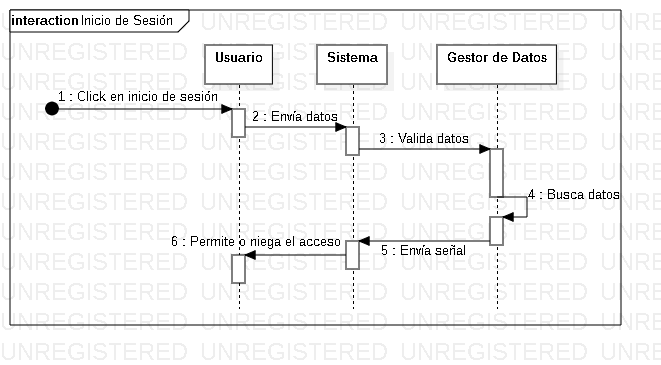 interaction Inicio de Sesión
Usuario
Sistema
Gestor de Datos
1 : Click en inicio de sesión
2 : Envía datos
3 : Valida datos
4 : Busca datos
6 : Permite o niega el acceso
5 : Envía señal
UNREGISTERED UNREGISTERED UNREGISTERED UNREGISTERED